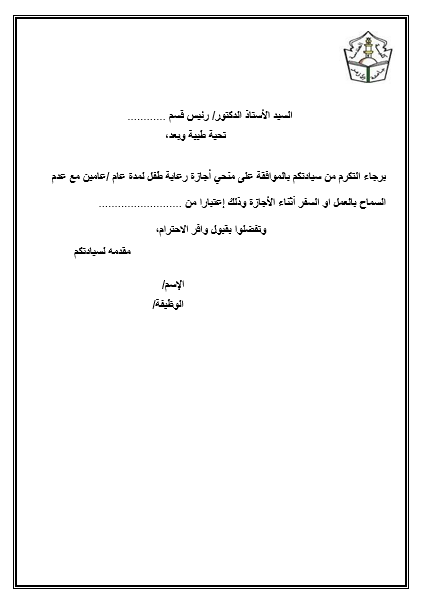 السيد الأستاذ الدكتور/ رئيس قسم ............
تحية طيبة وبعد،
برجاء التكرم من سيادتكم بالموافقة على منحي أجازة رعاية طفل لمدة عام /عامين مع عدم
السماح بالعمل او السفر أثناء الأجازة وذلك إعتبارا من ..........................
وتفضلوا بقبول وافر الاحترام،
مقدمه لسيادتكم
الإسم/
الوظيفة/